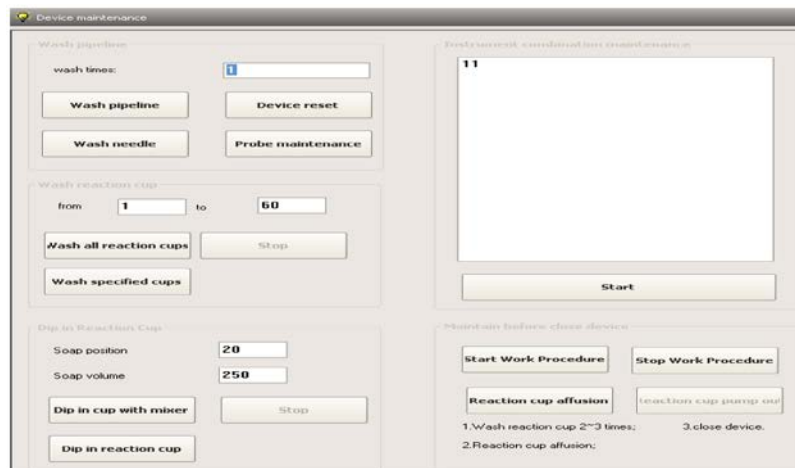 Device maintenance
Wash pipeline
wash times: 1
Wash pipeline Device reset
Wash needle Probe maintenance
Wash reaction cup
from 1 to 60
Wash all reaction cups Stop
Wash specified cups
Dip in Reaction Cup
Soap position 20
Soap volume 250
Dip in cup with mixer Stop
Dip in reaction cup
Instrument combination maintenance
11
Start
Maintain before close device
Start Work Procedure Stop Work Procedure
Reaction cup affusion Reaction cup pump out
1.Wash reaction cup 2~3 times; 3.close device.
2.Reaction cup affusion;